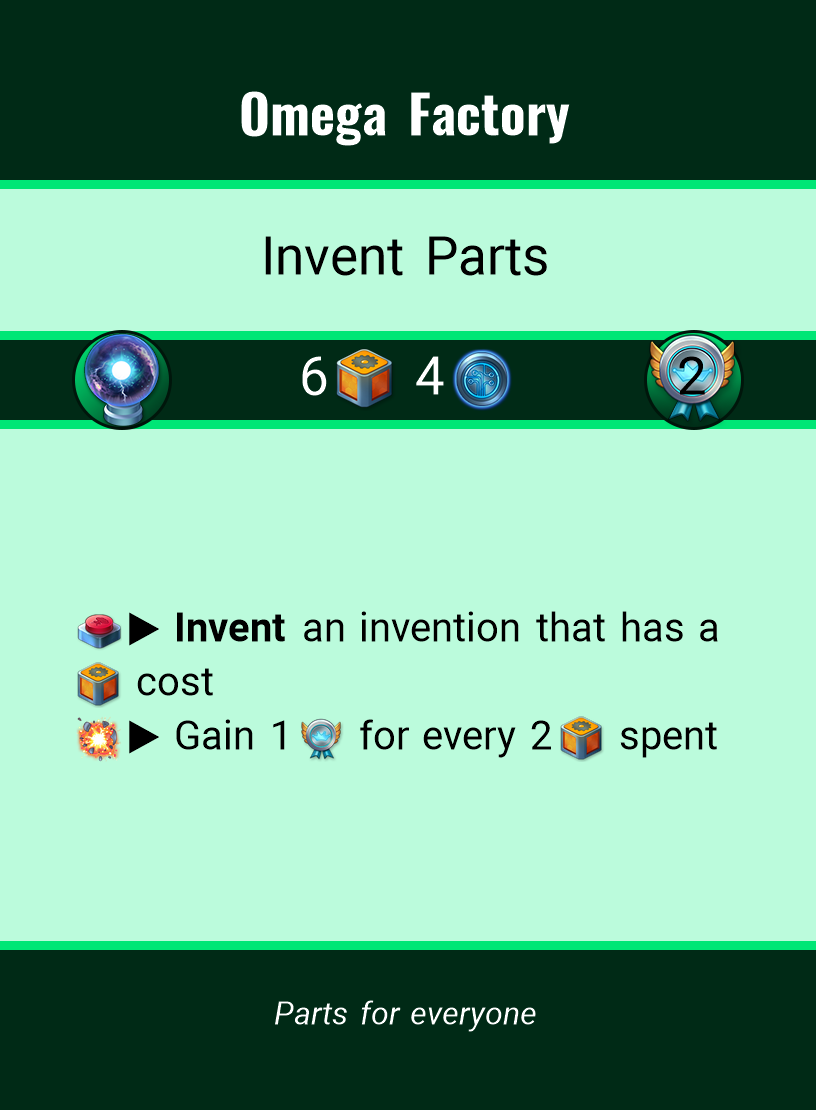 Omega Factory
Invent Parts
6 4
2
▶ Invent an invention that has a
cost
▶ Gain 1 for every 2 spent
Parts for everyone